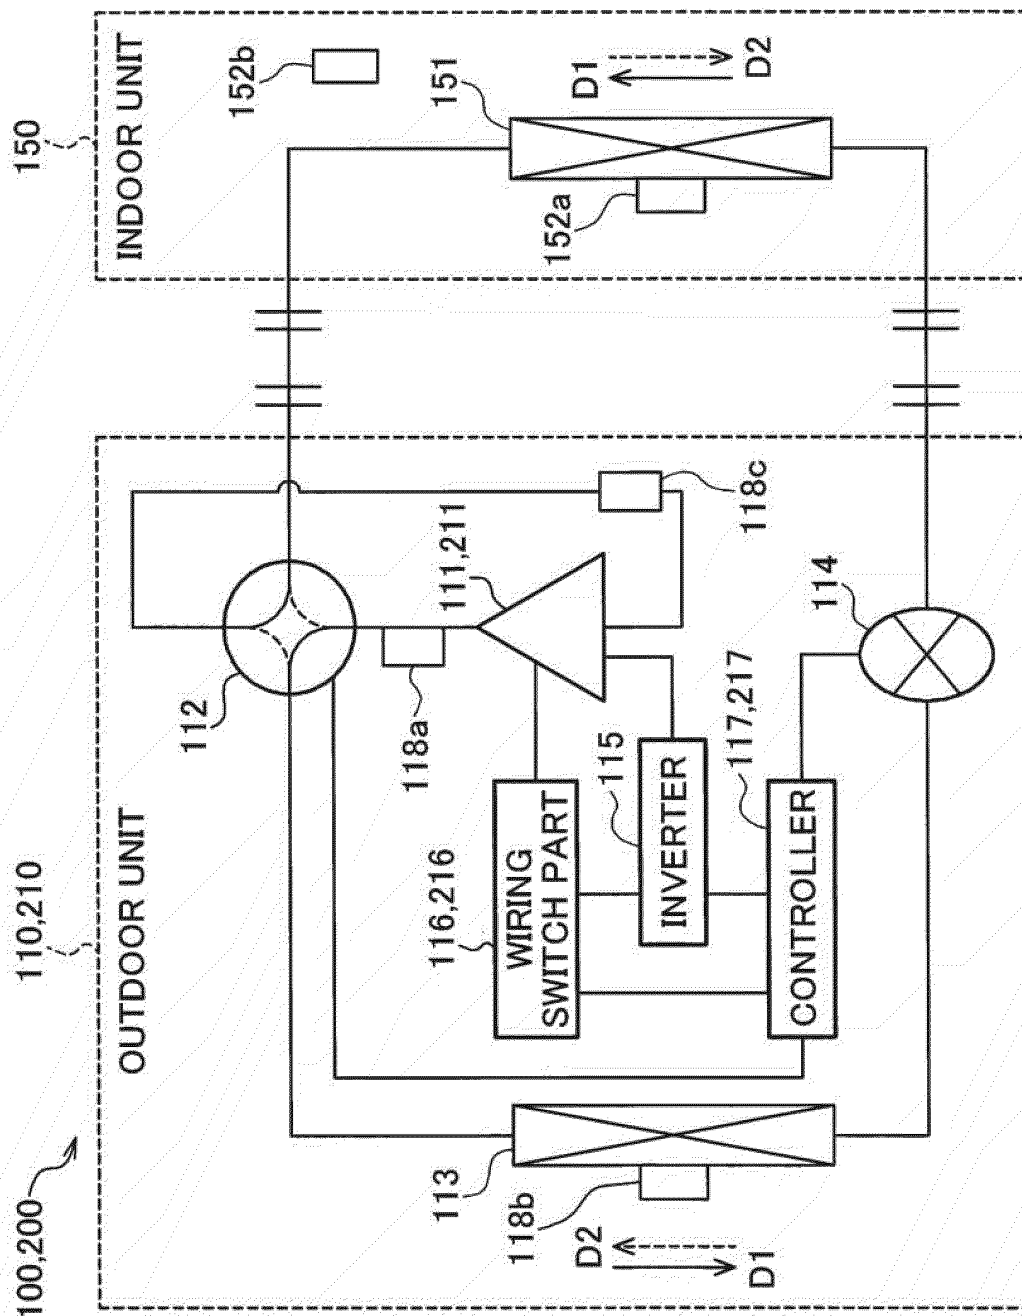 100,200
110,210
150
OUTDOOR UNIT
INDOOR UNIT
112
152b
118a
111,211
118c
151
D1
D2
152a
116,216
WIRING
SWITCH PART
115
INVERTER
117,217
CONTROLLER
114
113
118b
D2
D1